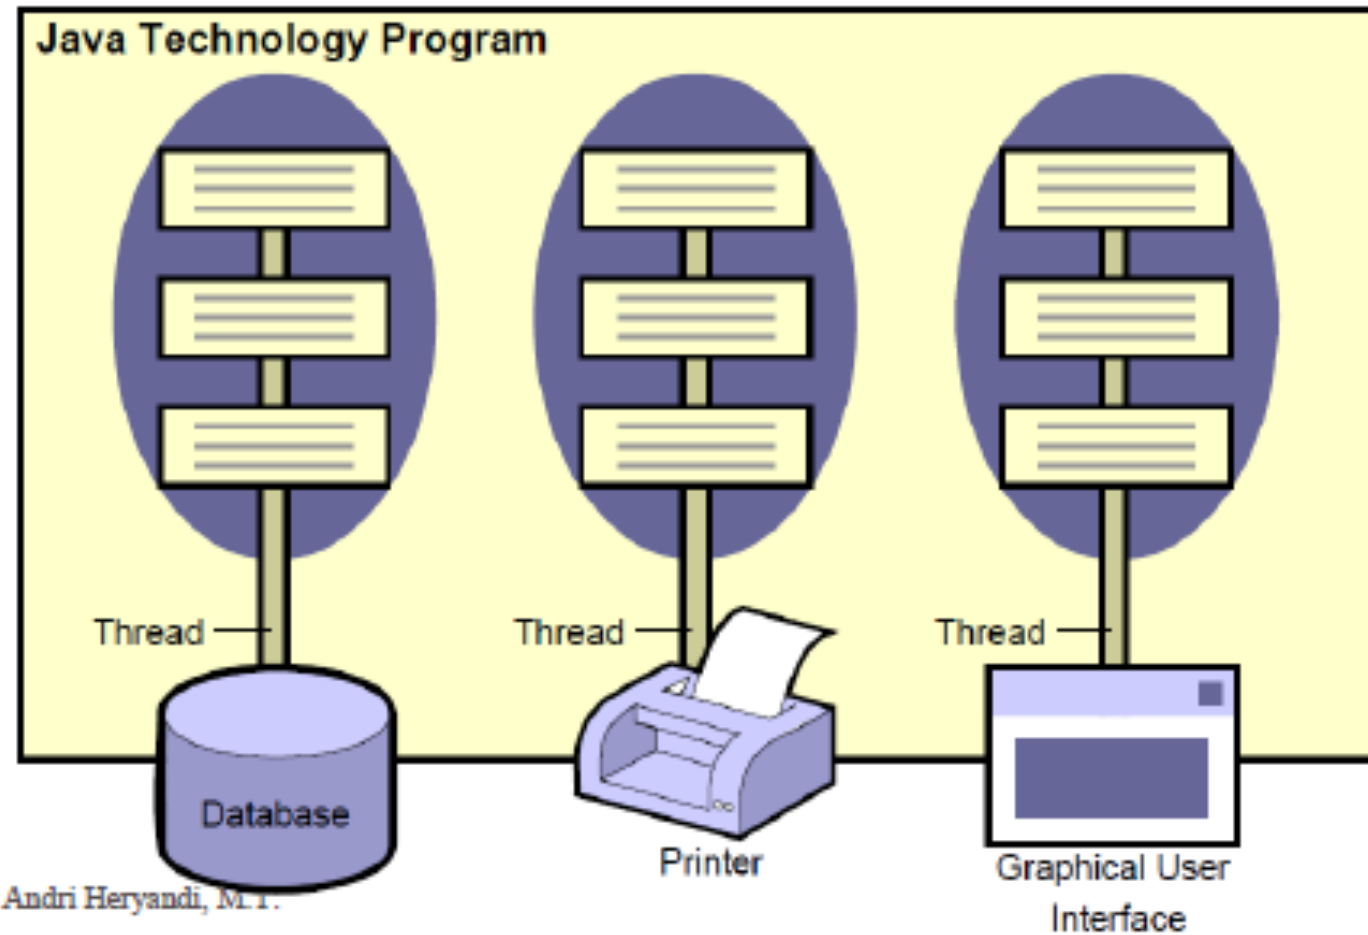 Java Technology Program
Thread
Thread
Thread
Database
Printer
Graphical User
Interface
Andri Heryandi, M.T.